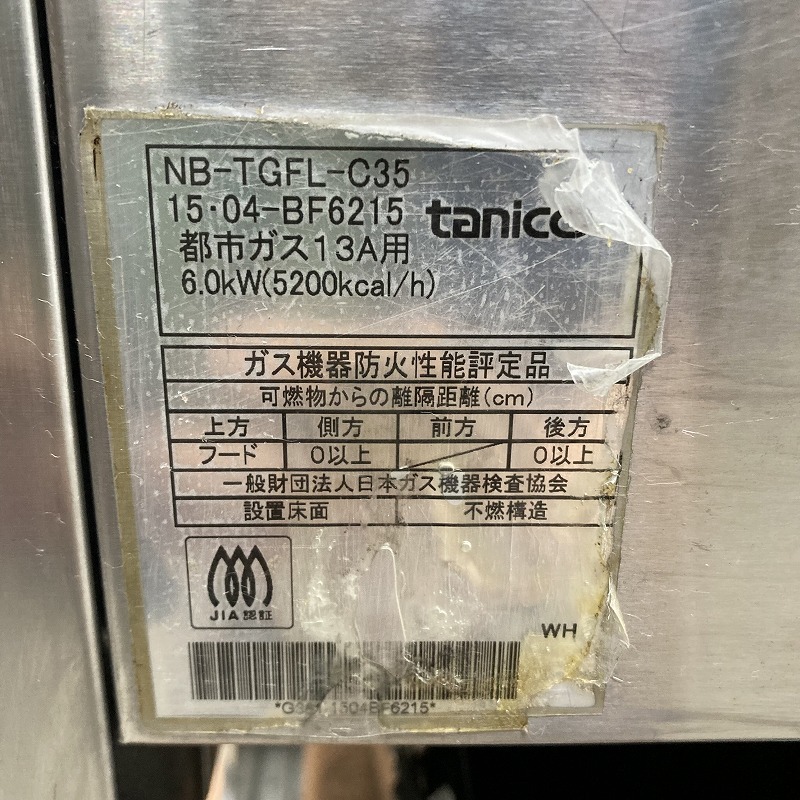 NB-TGFL-C35
15・04-BF6215
tanico
都市ガス13A用
6.0kW(5200kcal/h)
ガス機器防火性能評定品
可燃物からの離隔距離(cm)
上方 側方 前方 後方
フード 0以上 0以上
一般財団法人日本ガス機器検査協会
設置床面 不燃構造
JIA認証
WH
1504BF6215*